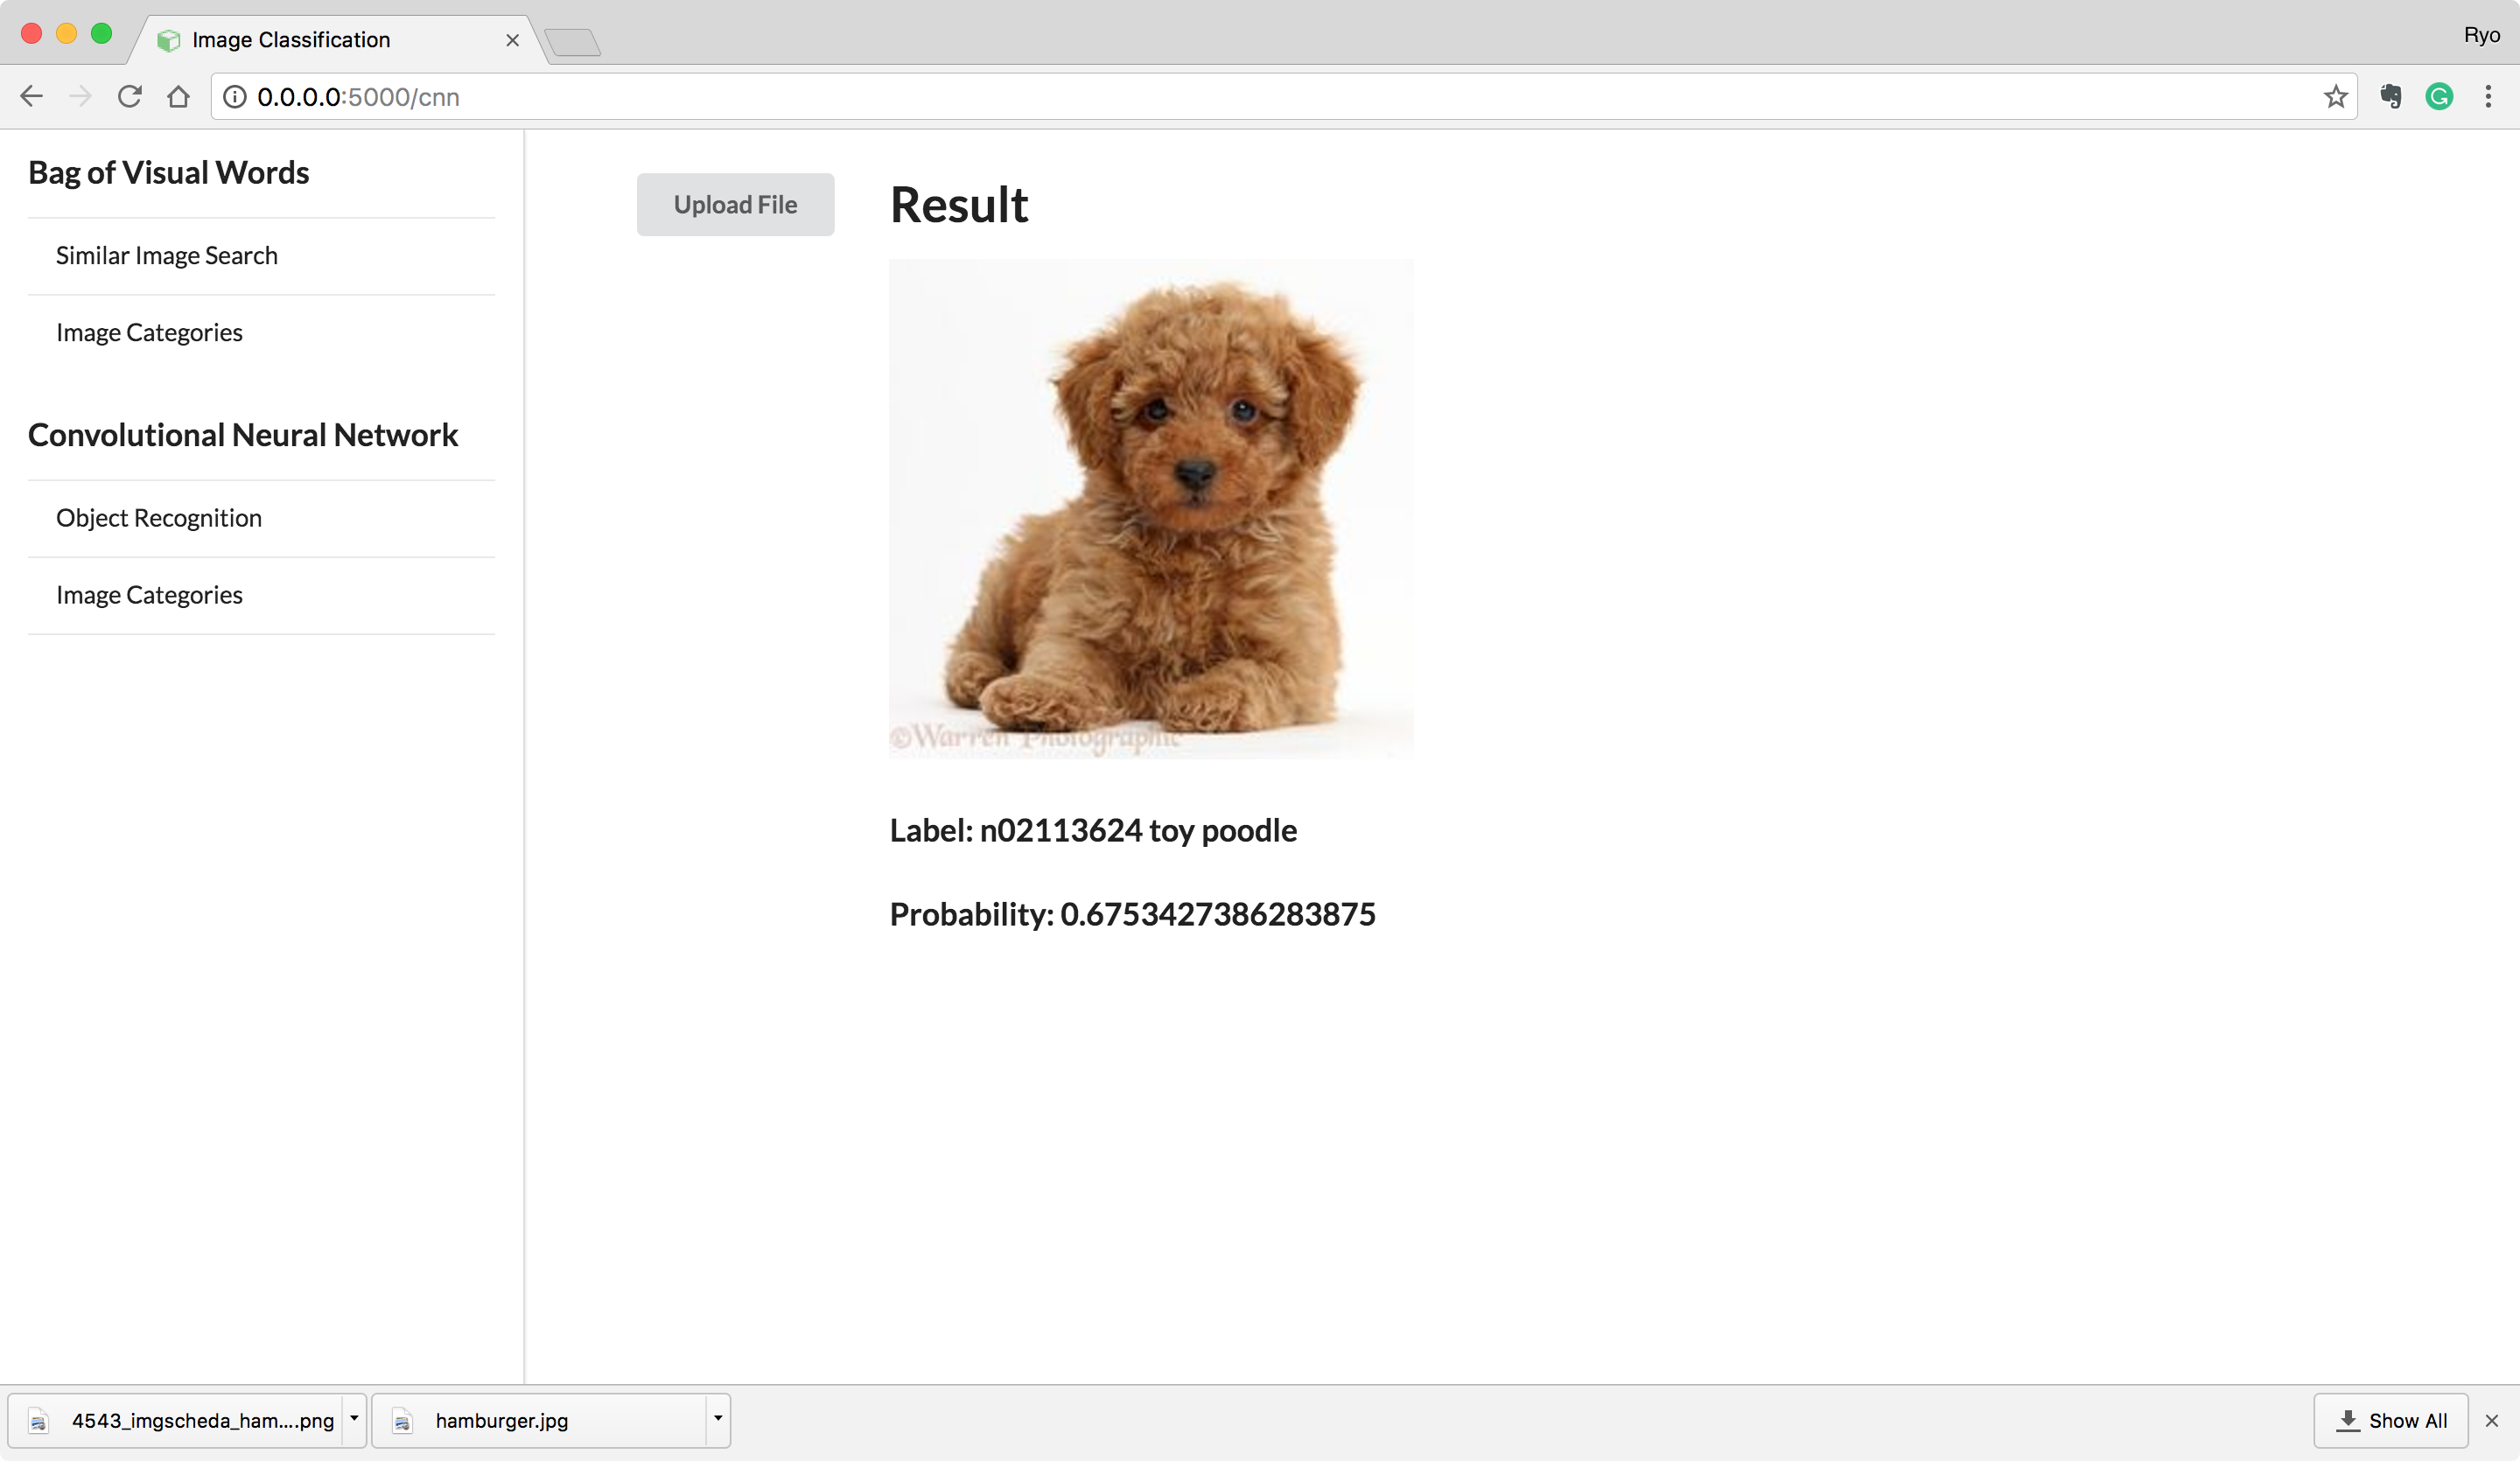 Image Classification
Ryo
0.0.0.0:5000/cnn
Bag of Visual Words
Similar Image Search
Image Categories
Convolutional Neural Network
Object Recognition
Image Categories
Upload File
Result
©Warren Photographic
Label: n02113624 toy poodle
Probability: 0.6753427386283875
4543_imgscheda_ham....png
hamburger.jpg
Show All